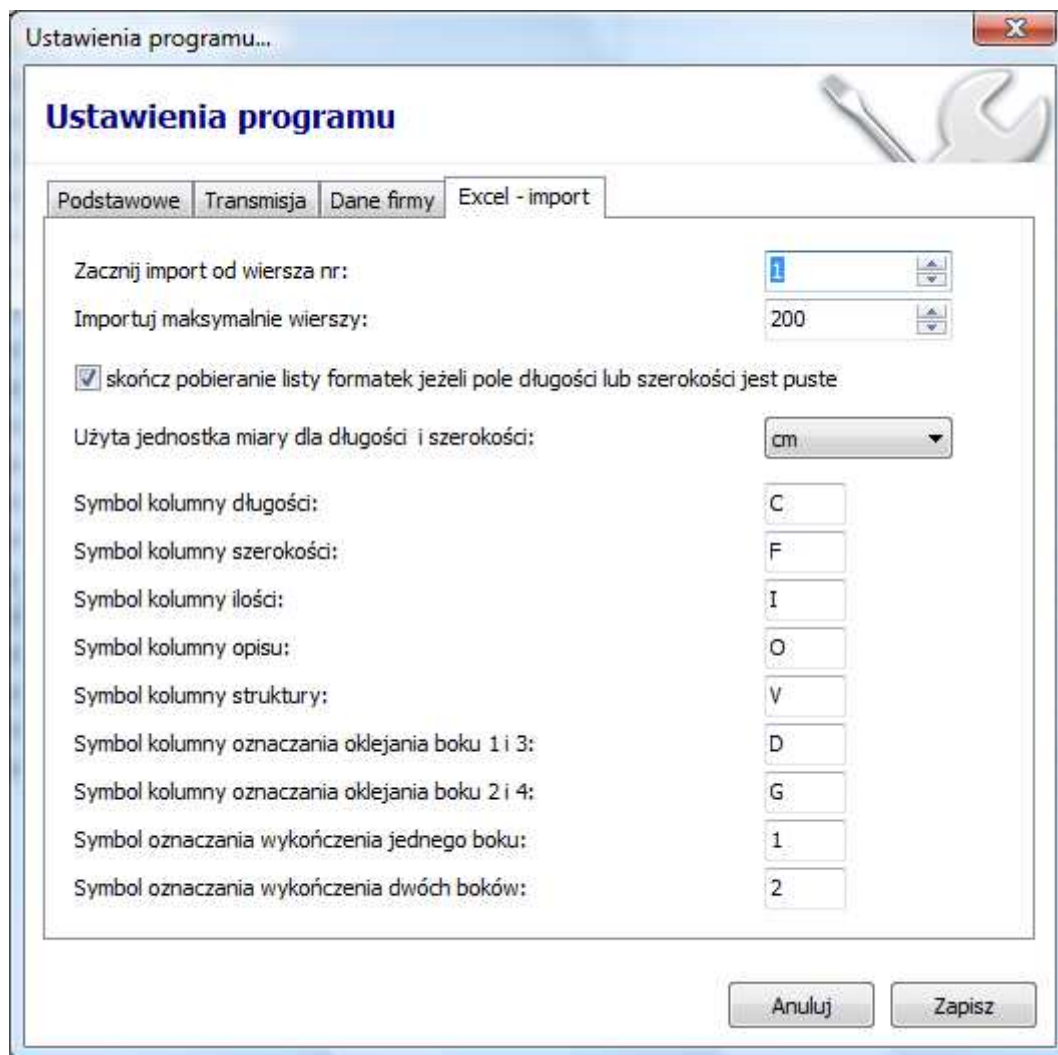 Ustawienia programu...
Ustawienia programu
Podstawowe Transmisja Dane firmy Excel - import
Zacznij import od wiersza nr: 1
Importuj maksymalnie wierszy: 200
skończ pobieranie listy formatek jeżeli pole długości lub szerokości jest puste
Użyta jednostka miary dla długości i szerokości: cm
Symbol kolumny długości: C
Symbol kolumny szerokości: F
Symbol kolumny ilości: I
Symbol kolumny opisu: O
Symbol kolumny struktury: V
Symbol kolumny oznaczania oklejania boku 1 i 3: D
Symbol kolumny oznaczania oklejania boku 2 i 4: G
Symbol oznaczania wykończenia jednego boku: 1
Symbol oznaczania wykończenia dwóch boków: 2
Anuluj Zapisz